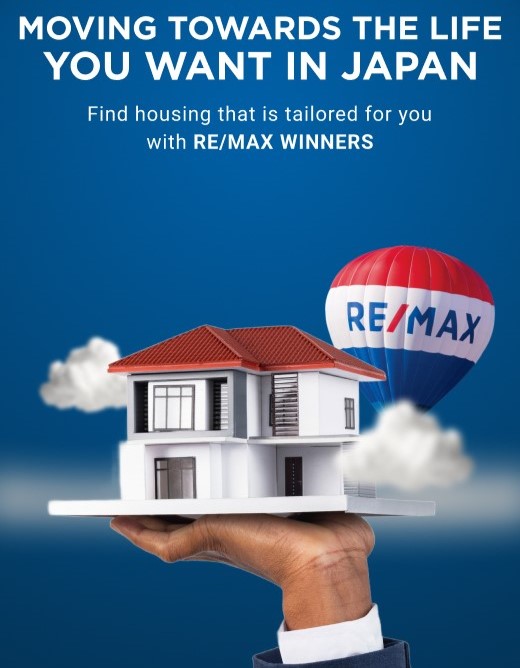 MOVING TOWARDS THE LIFE
YOU WANT IN JAPAN
Find housing that is tailored for you
with RE/MAX WINNERS
RE/MAX